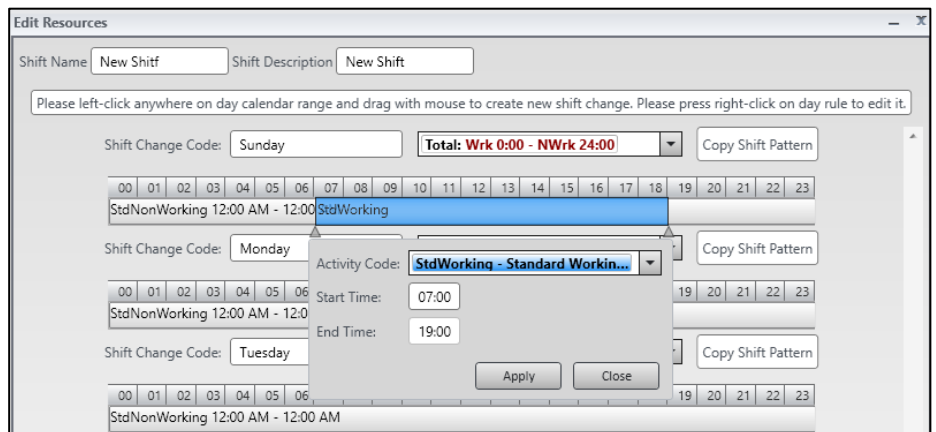 Edit Resources
Shift Name New Shitf Shift Description New Shift
Please left-click anywhere on day calendar range and drag with mouse to create new shift change. Please press right-click on day rule to edit it.
Shift Change Code: Sunday Total: Wrk 0:00 - NWrk 24:00 Copy Shift Pattern
00 01 02 03 04 05 06 07 08 09 10 11 12 13 14 15 16 17 18 19 20 21 22 23
StdNonWorking 12:00 AM - 12:00 StdWorking
Shift Change Code: Monday Copy Shift Pattern
Activity Code: StdWorking - Standard Workin...
00 01 02 03 04 05 06 Start Time: 07:00 19 20 21 22 23
StdNonWorking 12:00 AM - 12:0
End Time: 19:00
Shift Change Code: Tuesday Copy Shift Pattern
Apply Close
00 01 02 03 04 05 06 19 20 21 22 23
StdNonWorking 12:00 AM - 12:00 AM